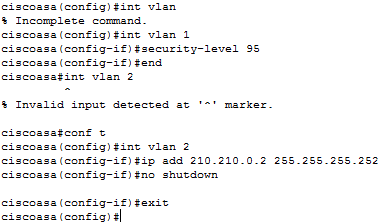 ciscoasa(config)#int vlan
% Incomplete command.
ciscoasa(config)#int vlan 1
ciscoasa(config-if)#security-level 95
ciscoasa(config-if)#end
ciscoasa#int vlan 2
^
% Invalid input detected at '^' marker.
ciscoasa#conf t
ciscoasa(config)#int vlan 2
ciscoasa(config-if)#ip add 210.210.0.2 255.255.255.252
ciscoasa(config-if)#no shutdown
ciscoasa(config-if)#exit
ciscoasa(config)#